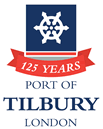 125 YEARS
PORT OF
TILBURY
LONDON